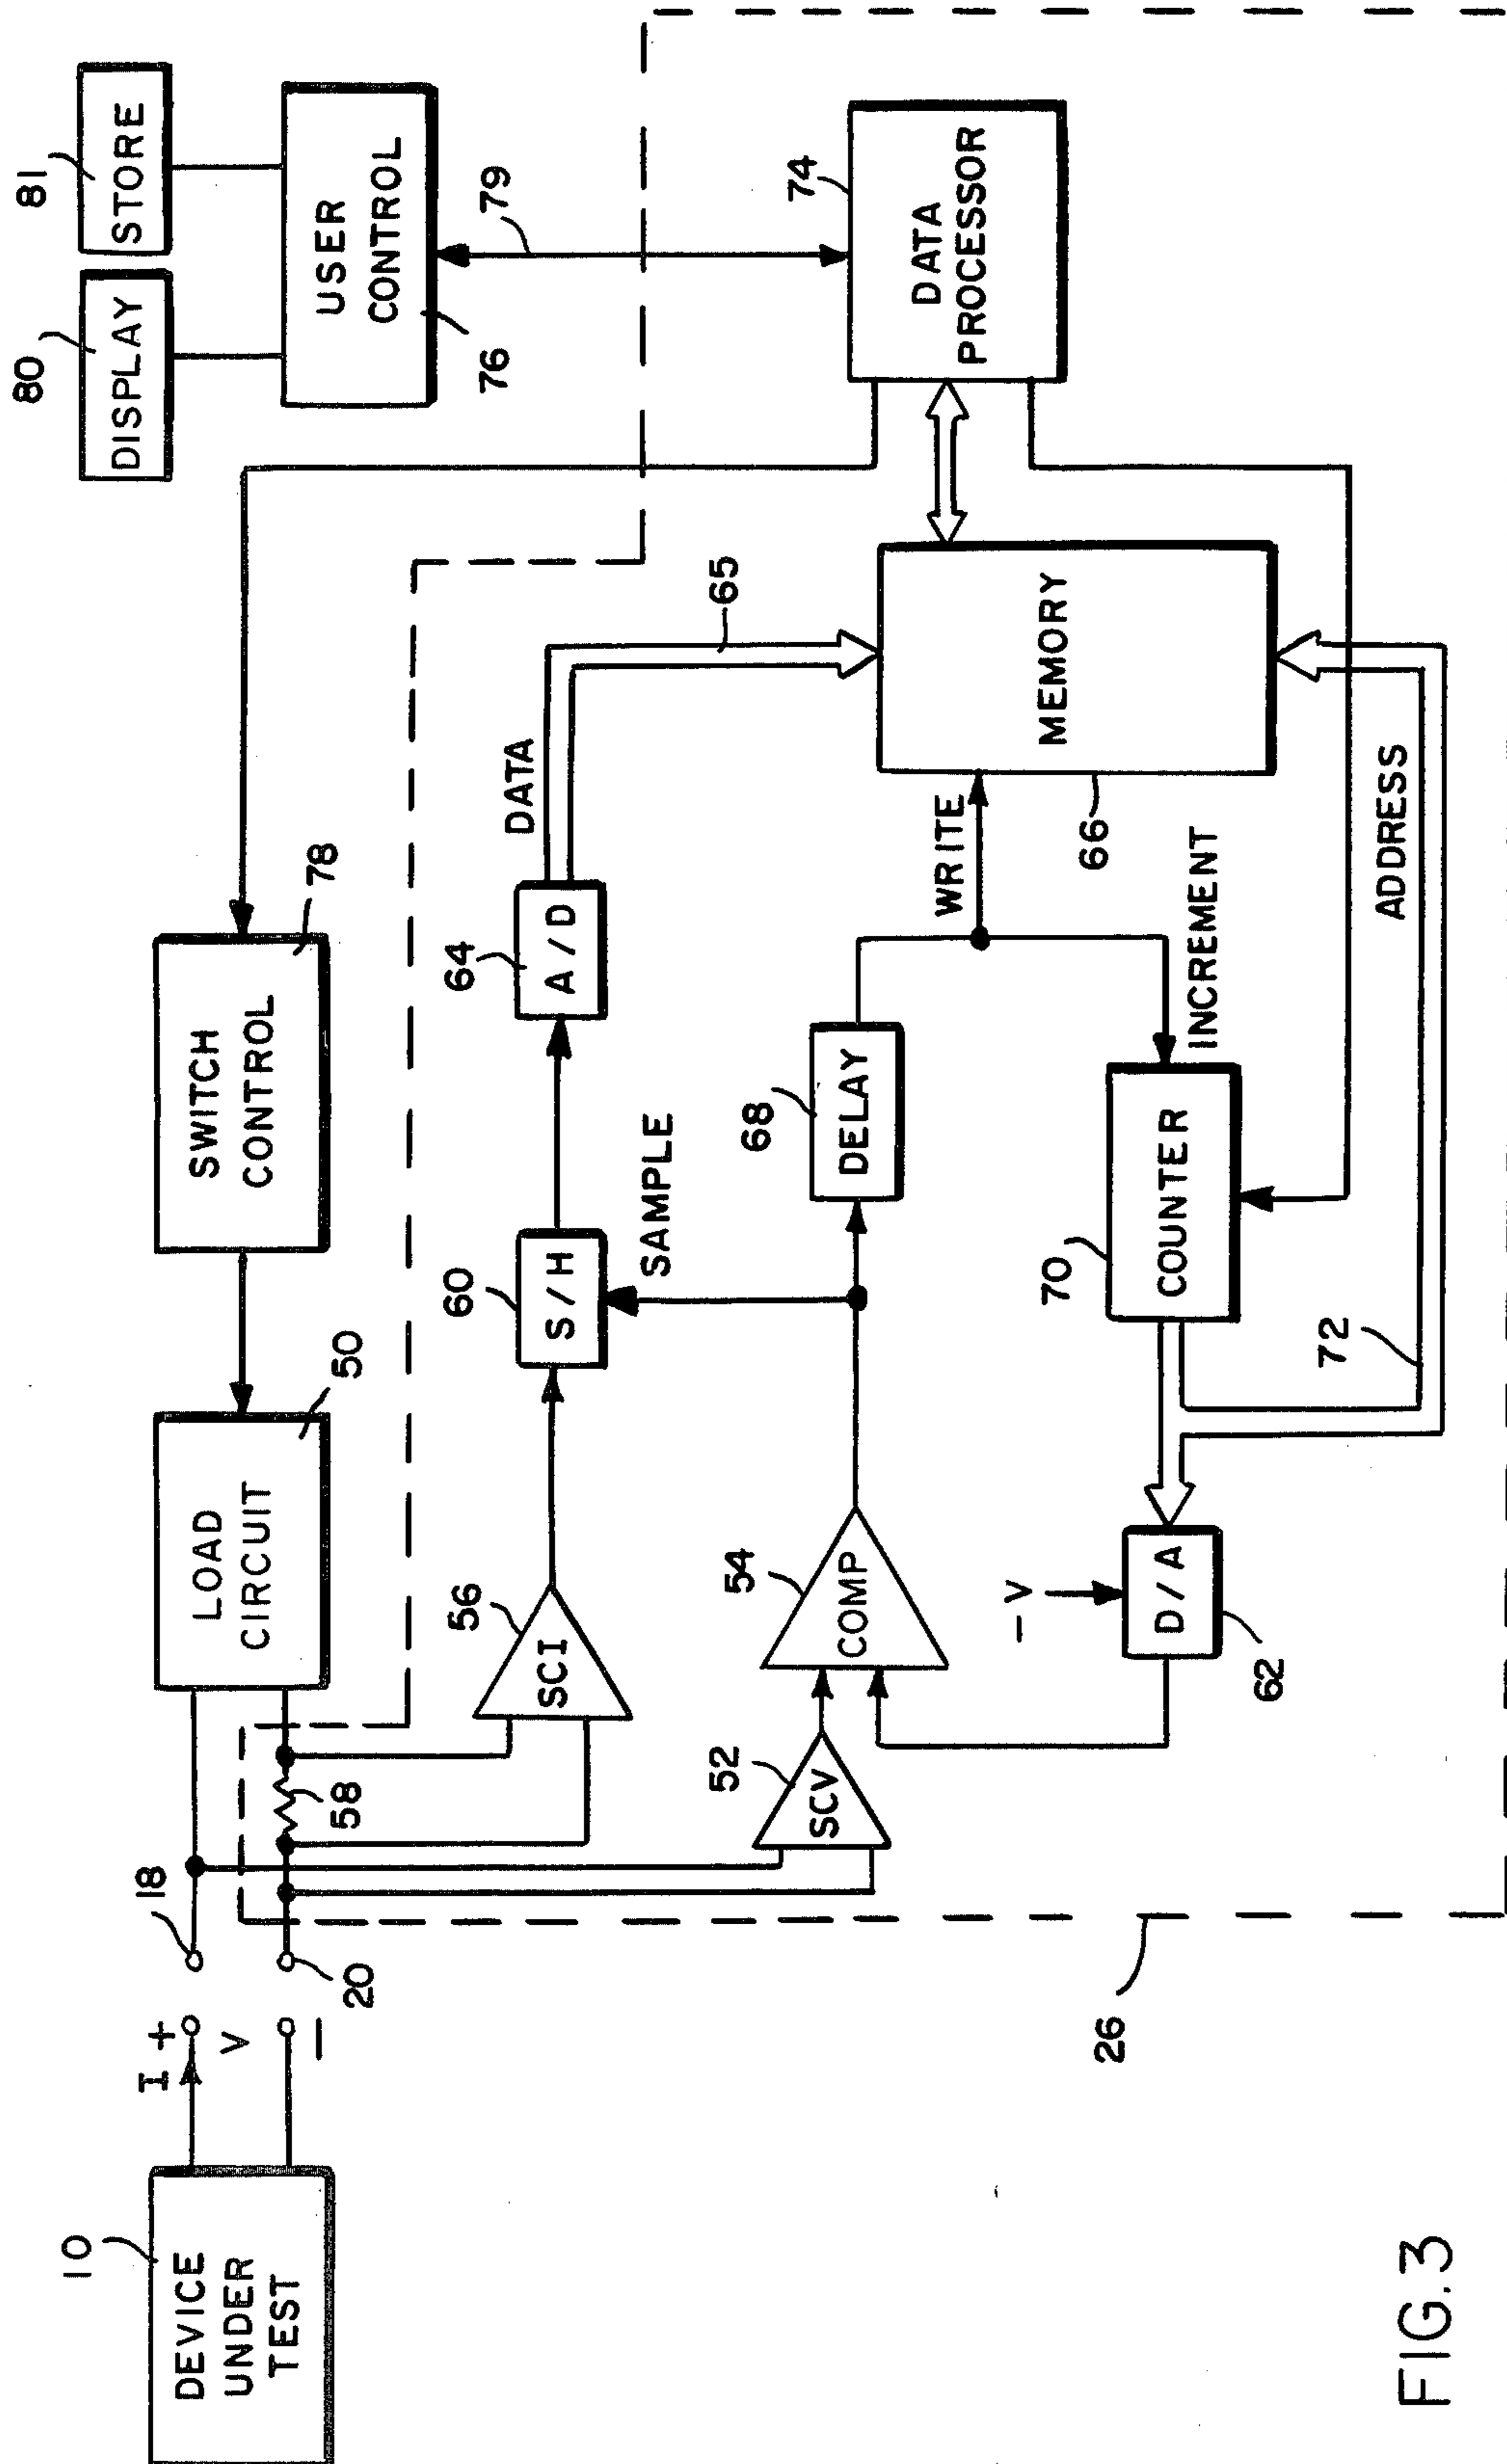 10
DEVICE
UNDER
TEST
I
+
V
—
18
20
58
LOAD
CIRCUIT
50
SWITCH
CONTROL
78
80
DISPLAY
81
STORE
USER
CONTROL
76
79
56
SCI
60
S/H
SAMPLE
64
A/D
DATA
65
52
SCV
54
COMP
68
DELAY
WRITE
MEMORY
66
DATA
PROCESSOR
74
-V
D/A
62
70
COUNTER
INCREMENT
72
ADDRESS
26
FIG.3